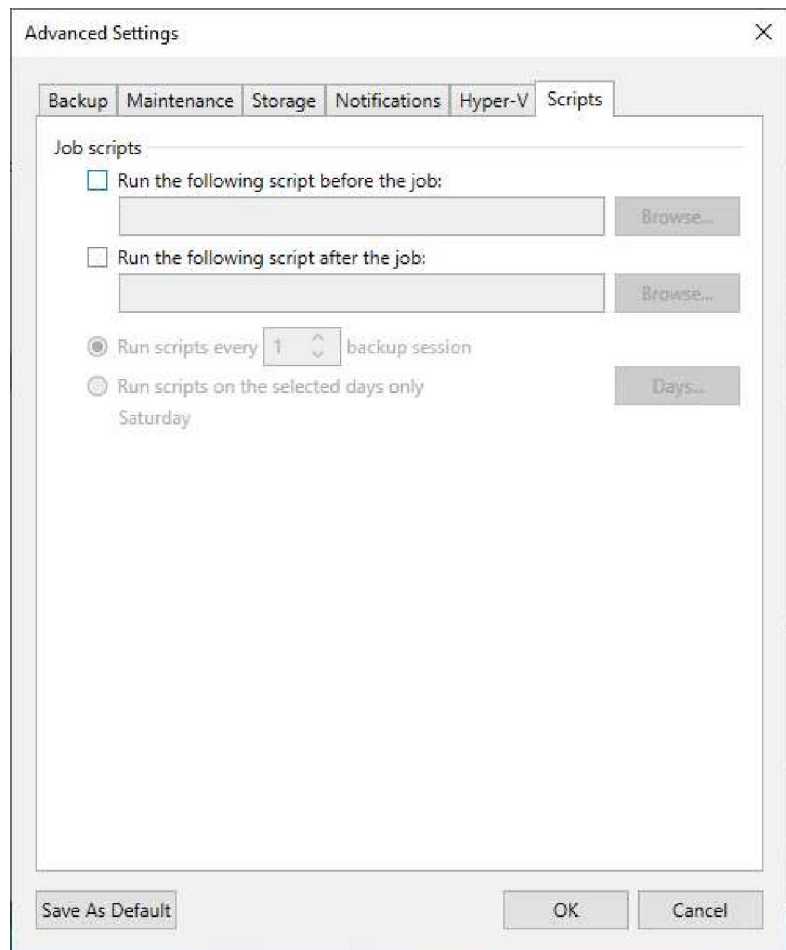 Advanced Settings
Backup Maintenance Storage Notifications Hyper-V Scripts
Job scripts
Run the following script before the job:
Browse...
Run the following script after the job:
Browse...
Run scripts every 1 backup session
Run scripts on the selected days only Days...
Saturday
Save As Default OK Cancel